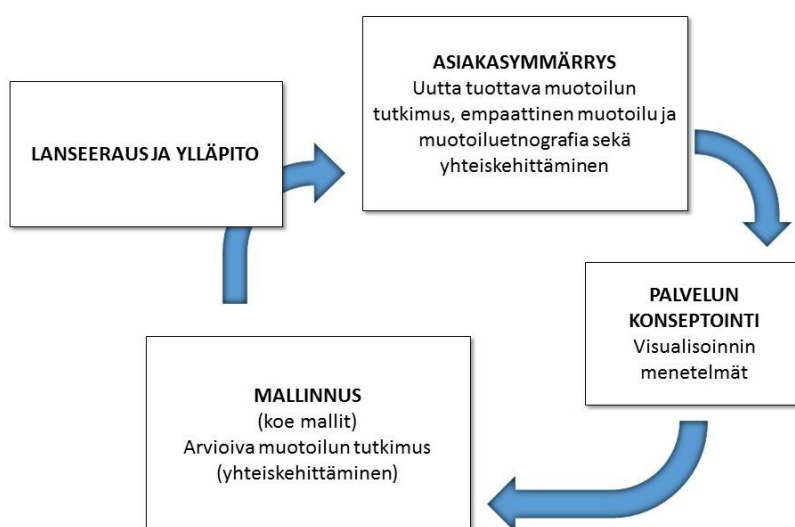 LANSEERAUS JA YLLÄPITO
ASIAKASYMMÄRRYS
Uutta tuottava muotoilun
tutkimus, empaattinen muotoilu ja
muotoiluetnografia sekä
yhteiskehittäminen
PALVELUN
KONSEPTOINTI
Visualisoinnin
menetelmät
MALLINNUS
(koe mallit)
Arvioiva muotoilun tutkimus
(yhteiskehittäminen)